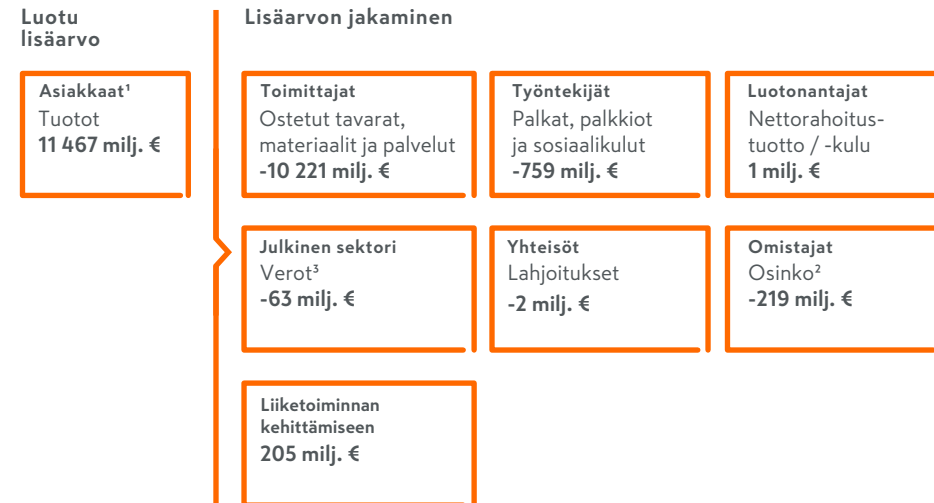 Luotu
lisäarvo
Asiakkaat¹
Tuotot
11 467 milj. €
Lisäarvon jakaminen
Toimittajat
Ostetut tavarat,
materiaalit ja palvelut
-10 221 milj. €
Työntekijät
Palkat, palkkiot
ja sosiaalikulut
-759 milj. €
Luotonantajat
Nettorahoitus-
tuotto / -kulu
1 milj. €
Julkinen sektori
Verot³
-63 milj. €
Yhteisöt
Lahjoitukset
-2 milj. €
Omistajat
Osinko²
-219 milj. €
Liiketoiminnan
kehittämiseen
205 milj. €